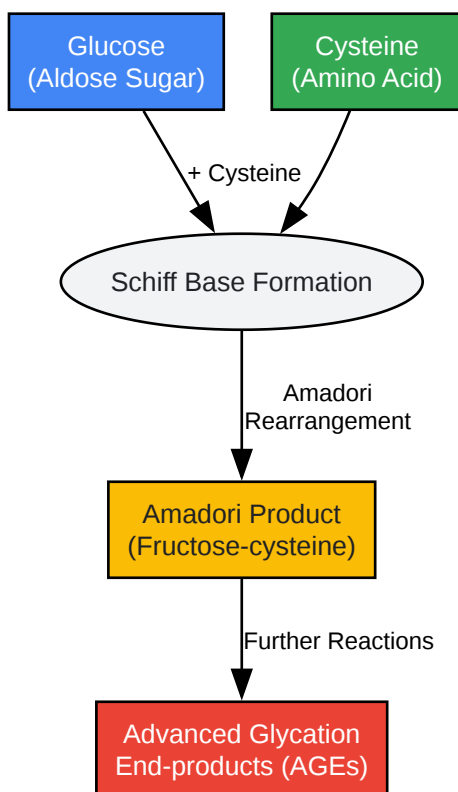 Glucose
(Aldose Sugar)
Cysteine
(Amino Acid)
+ Cysteine
Schiff Base Formation
Amadori
Rearrangement
Amadori Product
(Fructose-cysteine)
Further Reactions
Advanced Glycation
End-products (AGEs)